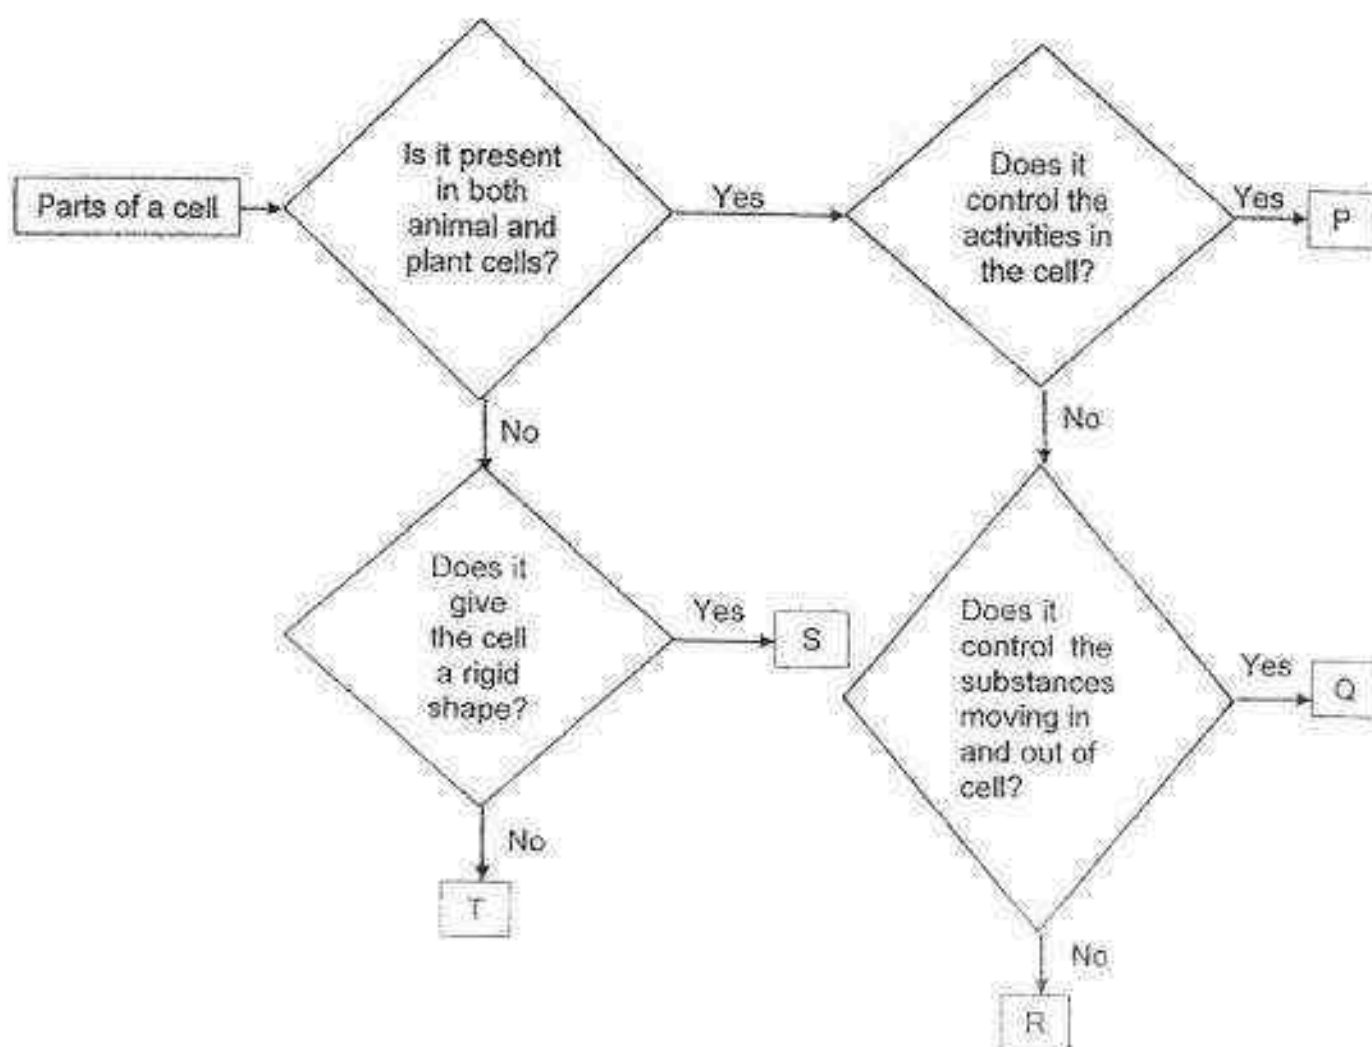 Parts of a cell
Is it present
in both
animal and
plant cells?
Yes
Does it
control the
activities in
the cell?
Yes
P
No
No
Does it
give
the cell
a rigid
shape?
Yes
S
Does it
control the
substances
moving in
and out of
cell?
Yes
Q
No
T
No
R